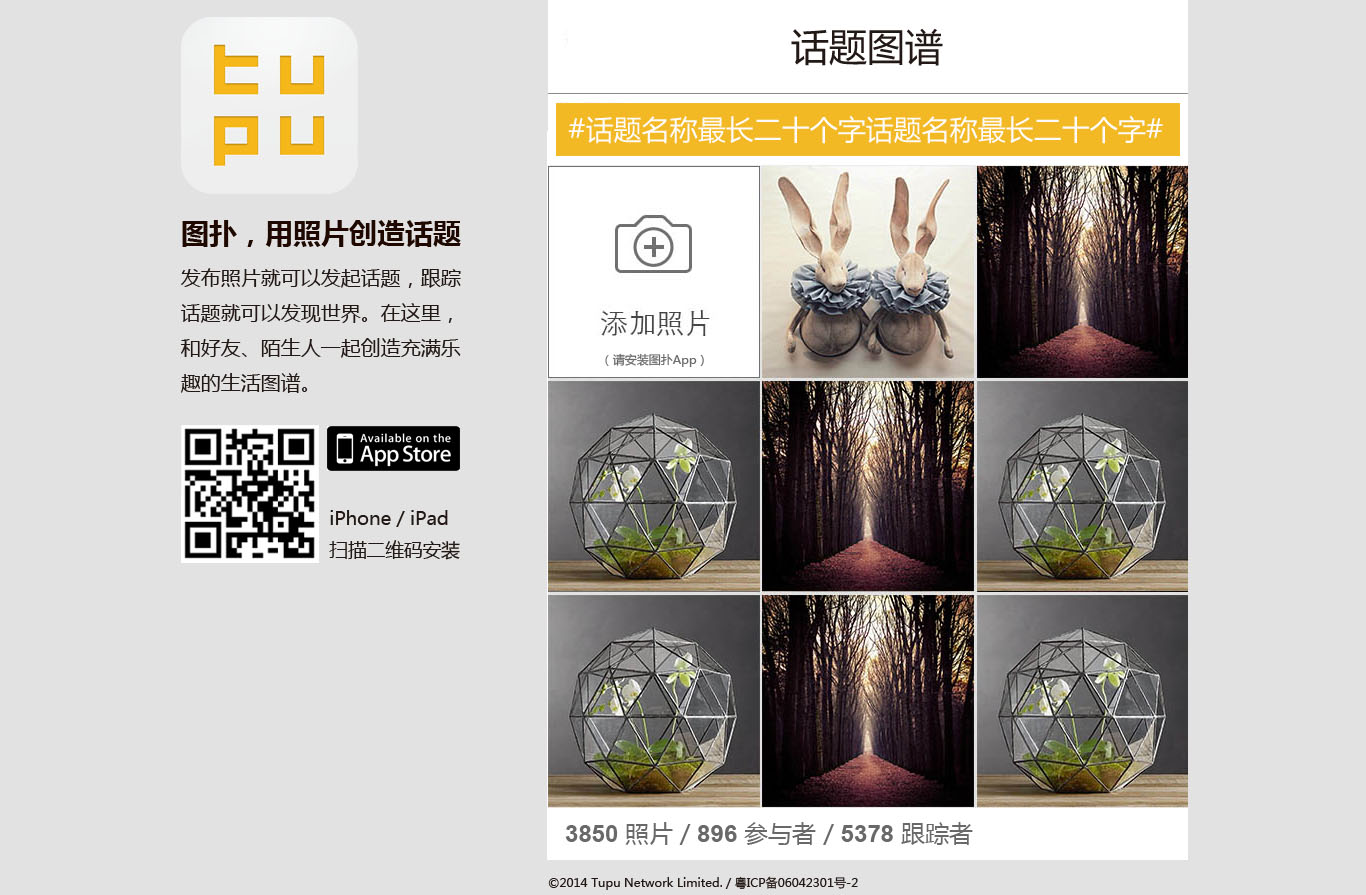 tu
pu
图扑，用照片创造话题
发布照片就可以发起话题，跟踪
话题就可以发现世界。在这里，
和好友、陌生人一起创造充满乐
趣的生活图谱。
Available on the
App Store
iPhone / iPad
扫描二维码安装
话题图谱
#话题名称最长二十个字话题名称最长二十个字#
添加照片
（请安装图扑App）
3850 照片 / 896 参与者 / 5378 跟踪者
©2014 Tupu Network Limited. / 粤ICP备06042301号-2